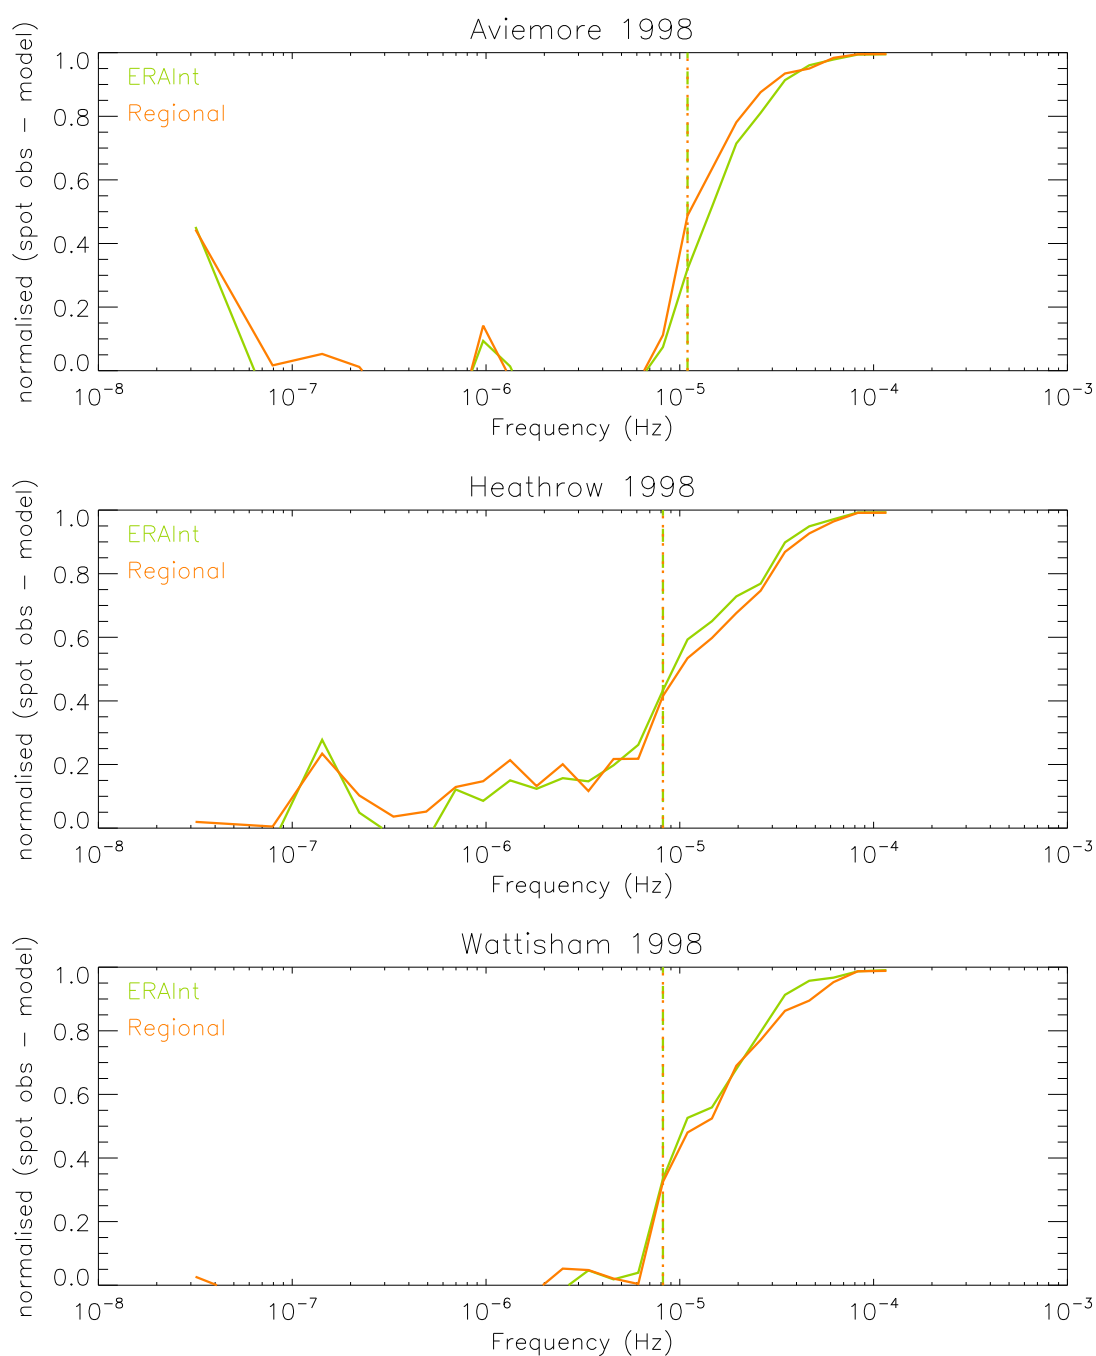 Aviemore 1998
normalised (spot obs – model)
ERAInt
Regional
1.0
0.8
0.6
0.4
0.2
0.0
10⁻⁸ 10⁻⁷ 10⁻⁶ 10⁻⁵ 10⁻⁴ 10⁻³
Frequency (Hz)
Heathrow 1998
normalised (spot obs – model)
ERAInt
Regional
1.0
0.8
0.6
0.4
0.2
0.0
10⁻⁸ 10⁻⁷ 10⁻⁶ 10⁻⁵ 10⁻⁴ 10⁻³
Frequency (Hz)
Wattisham 1998
normalised (spot obs – model)
ERAInt
Regional
1.0
0.8
0.6
0.4
0.2
0.0
10⁻⁸ 10⁻⁷ 10⁻⁶ 10⁻⁵ 10⁻⁴ 10⁻³
Frequency (Hz)